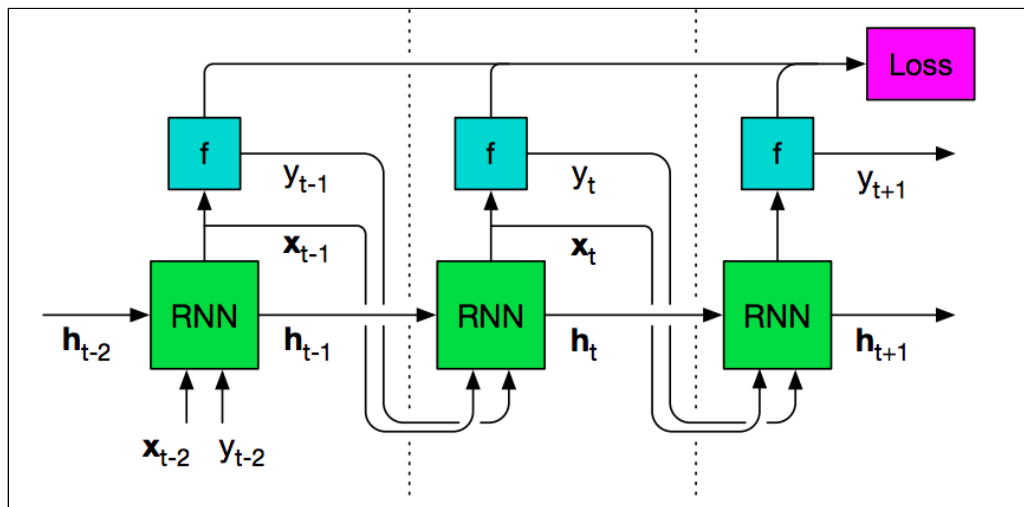 Loss
f
f
f
y_{t-1}
y_t
y_{t+1}
x_{t-1}
x_t
RNN
RNN
RNN
h_{t-2}
h_{t-1}
h_t
h_{t+1}
x_{t-2}
y_{t-2}